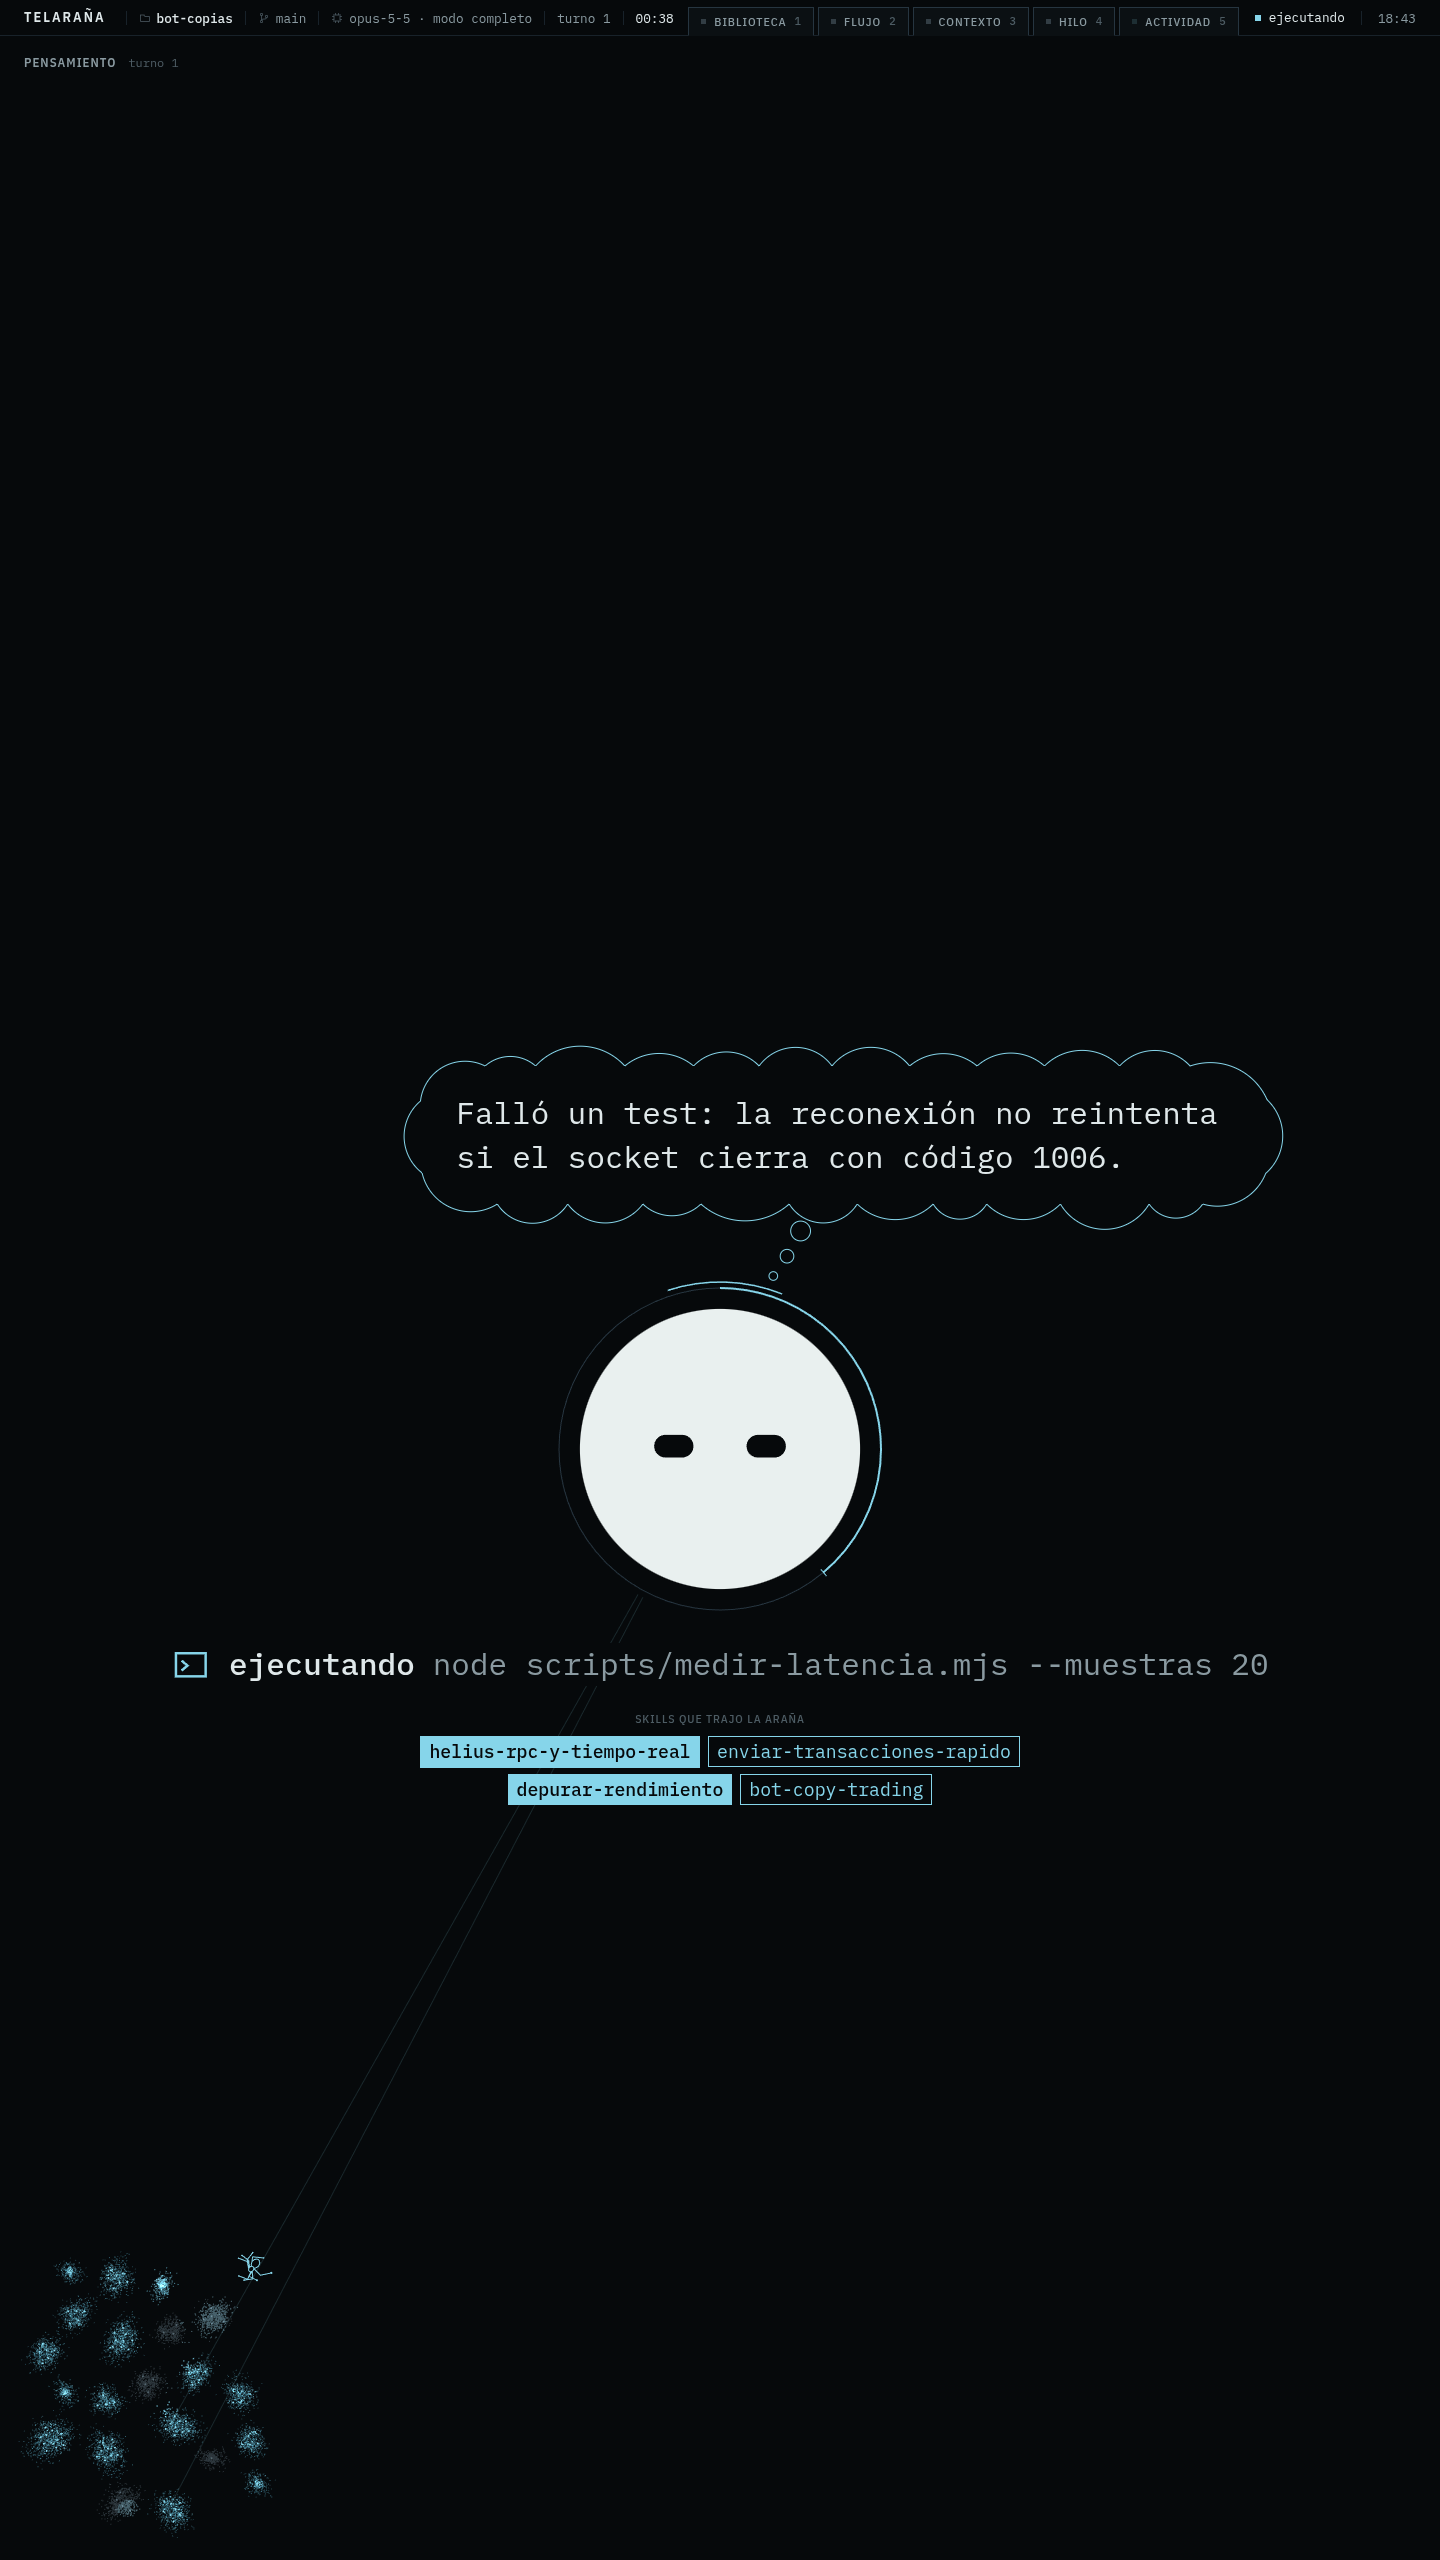 TELARAÑA bot-copias main opus-5-5 · modo completo turno 1 00:38 BIBLIOTECA 1 FLUJO 2 CONTEXTO 3 HILO 4 ACTIVIDAD 5 ejecutando 18:43
PENSAMIENTO turno 1
Falló un test: la reconexión no reintenta
si el socket cierra con código 1006.
ejecutando node scripts/medir-latencia.mjs --muestras 20
SKILLS QUE TRAJO LA ARAÑA
helius-rpc-y-tiempo-real enviar-transacciones-rapido
depurar-rendimiento bot-copy-trading